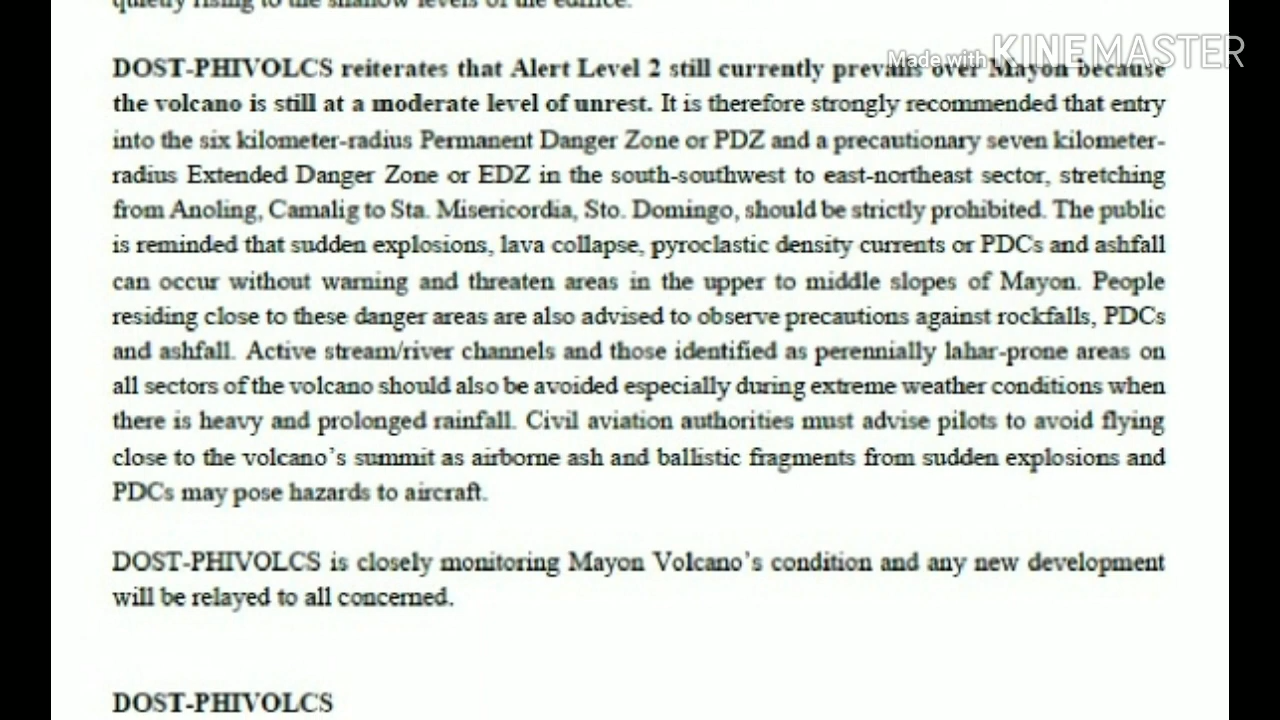 quietly rising to the shallow levels of the edifice.
Made with KINEMASTER
DOST-PHIVOLCS reiterates that Alert Level 2 still currently prevails over Mayon because
the volcano is still at a moderate level of unrest. It is therefore strongly recommended that entry
into the six kilometer-radius Permanent Danger Zone or PDZ and a precautionary seven kilometer-
radius Extended Danger Zone or EDZ in the south-southwest to east-northeast sector, stretching
from Anoling, Camalig to Sta. Misericordia, Sto. Domingo, should be strictly prohibited. The public
is reminded that sudden explosions, lava collapse, pyroclastic density currents or PDCs and ashfall
can occur without warning and threaten areas in the upper to middle slopes of Mayon. People
residing close to these danger areas are also advised to observe precautions against rockfalls, PDCs
and ashfall. Active stream/river channels and those identified as perennially lahar-prone areas on
all sectors of the volcano should also be avoided especially during extreme weather conditions when
there is heavy and prolonged rainfall. Civil aviation authorities must advise pilots to avoid flying
close to the volcano’s summit as airborne ash and ballistic fragments from sudden explosions and
PDCs may pose hazards to aircraft.
DOST-PHIVOLCS is closely monitoring Mayon Volcano’s condition and any new development
will be relayed to all concerned.
DOST-PHIVOLCS